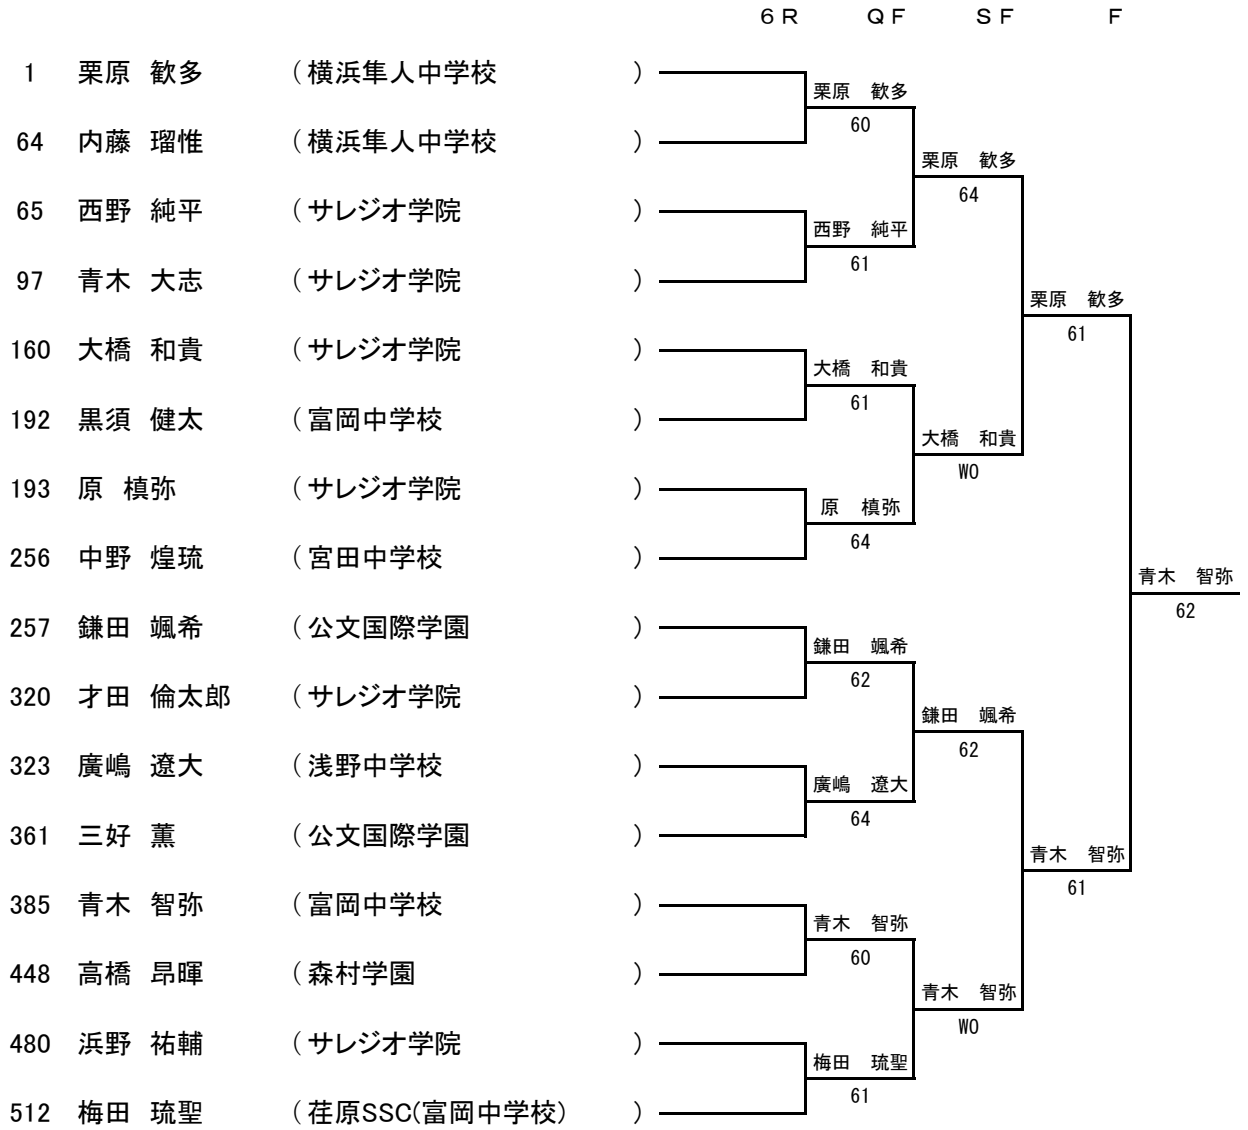 ６Ｒ ＱＦ ＳＦ Ｆ
1 栗原 歓多 （ 横浜隼人中学校 ）
栗原 歓多
60
64 内藤 瑠惟 （ 横浜隼人中学校 ）
栗原 歓多
64
65 西野 純平 （ サレジオ学院 ）
西野 純平
61
97 青木 大志 （ サレジオ学院 ）
栗原 歓多
61
160 大橋 和貴 （ サレジオ学院 ）
大橋 和貴
61
192 黒須 健太 （ 富岡中学校 ）
大橋 和貴
WO
193 原 槙弥 （ サレジオ学院 ）
原 槙弥
64
256 中野 煌琉 （ 宮田中学校 ）
青木 智弥
62
257 鎌田 颯希 （ 公文国際学園 ）
鎌田 颯希
62
320 才田 倫太郎 （ サレジオ学院 ）
鎌田 颯希
62
323 廣嶋 遼大 （ 浅野中学校 ）
廣嶋 遼大
64
361 三好 薫 （ 公文国際学園 ）
青木 智弥
61
385 青木 智弥 （ 富岡中学校 ）
青木 智弥
60
448 高橋 昂暉 （ 森村学園 ）
青木 智弥
WO
480 浜野 祐輔 （ サレジオ学院 ）
梅田 琉聖
61
512 梅田 琉聖 （ 荏原SSC(富岡中学校) ）